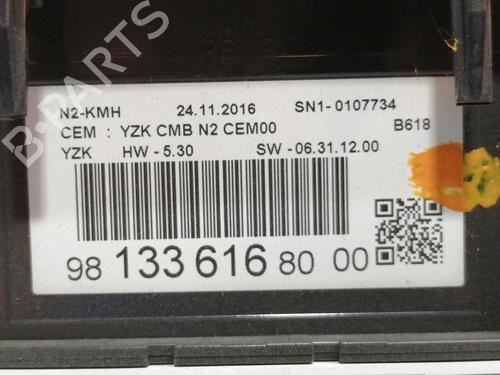 B618
B-PARTS
N2-KMH 24.11.2016 SN1- 0107734
CEM : YZK CMB N2 CEM00 B618
YZK HW - 5.30 SW - 06.31.12.00
98 133 616 80 00